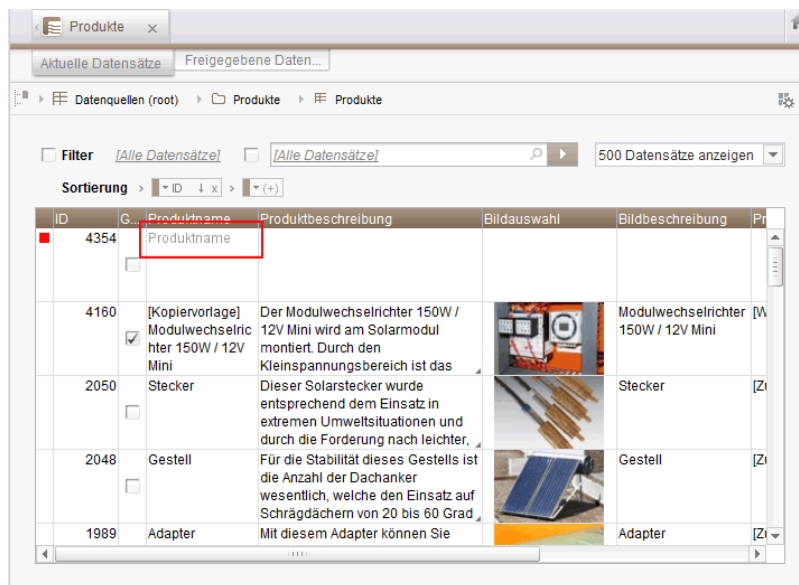 Produkte
Aktuelle Datensätze Freigegebene Daten...
Datenquellen (root) Produkte Produkte
Filter [Alle Datensätze] [Alle Datensätze] 500 Datensätze anzeigen
Sortierung > ID ↓ x > (+)
ID G... Produktname Produktbeschreibung Bildauswahl Bildbeschreibung Pr
4354 Produktname
4160 [Kopiervorlage] Der Modulwechselrichter 150W / Modulwechselrichter [W
Modulwechselric 12V Mini wird am Solarmodul 150W / 12V Mini
hter 150W / 12V montiert. Durch den
Mini Kleinspannungsbereich ist das
2050 Stecker Dieser Solarstecker wurde Stecker [Zu
entsprechend dem Einsatz in
extremen Umweltsituationen und
durch die Forderung nach leichter,
2048 Gestell Für die Stabilität dieses Gestells ist Gestell [Zu
die Anzahl der Dachanker
wesentlich, welche den Einsatz auf
Schrägdächern von 20 bis 60 Grad
1989 Adapter Mit diesem Adapter können Sie Adapter [Zu